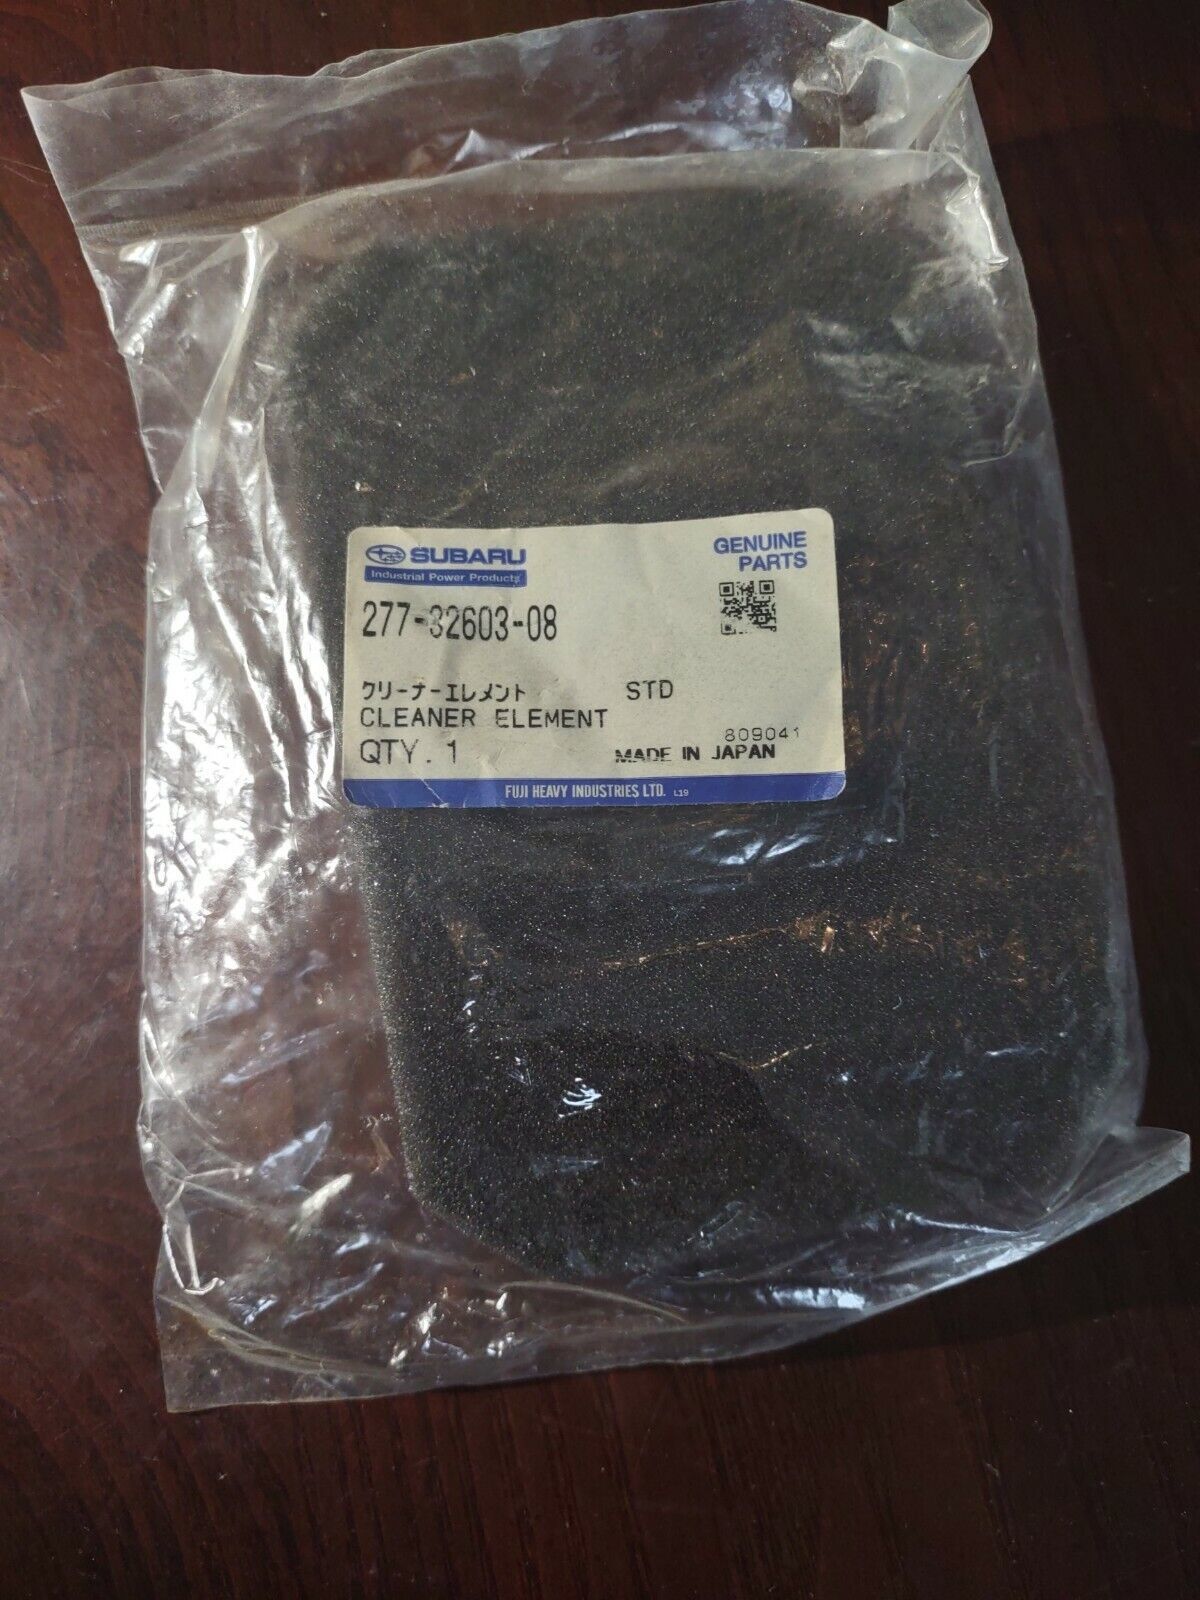 SUBARU
Industrial Power Products
GENUINE
PARTS
277-32603-08
クリーナーエレメント STD
CLEANER ELEMENT
809041
QTY. 1 MADE IN JAPAN
FUJI HEAVY INDUSTRIES LTD. L19